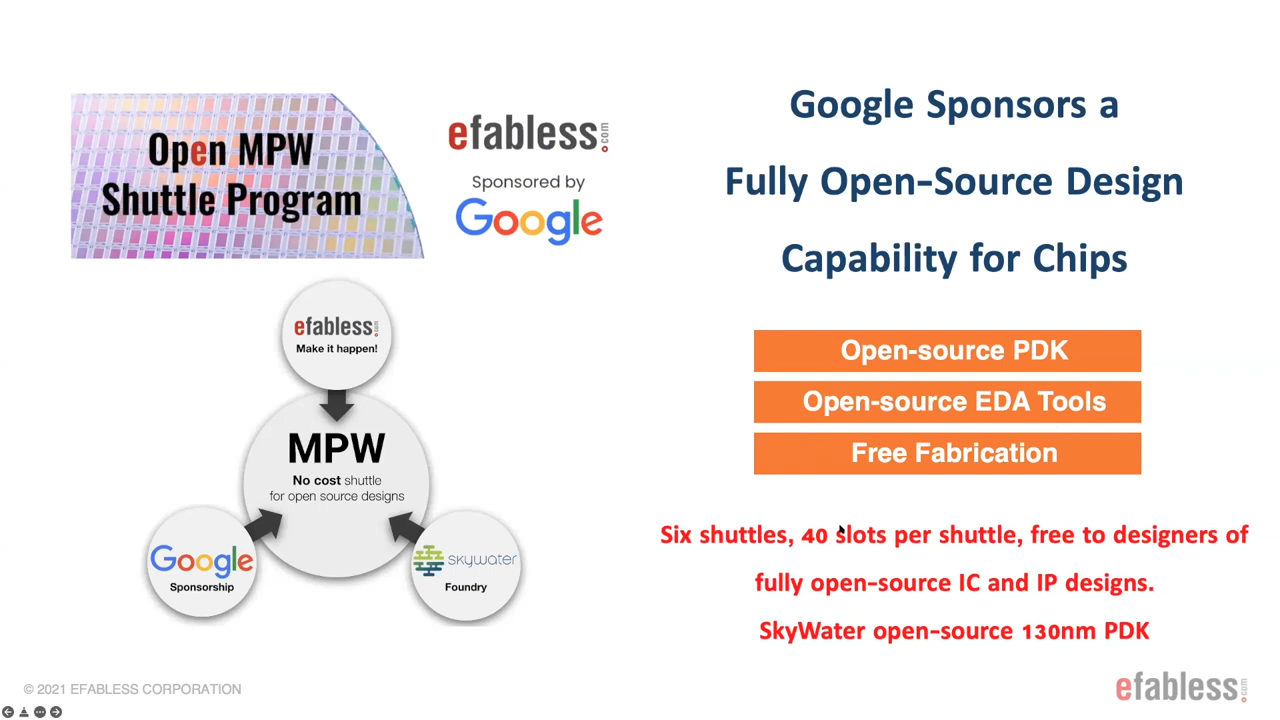 Open MPW
Shuttle Program
efabless.com
Sponsored by
Google
efabless.com
Make it happen!
MPW
No cost shuttle
for open source designs
Google
Sponsorship
skywater
Foundry
Google Sponsors a
Fully Open-Source Design
Capability for Chips
Open-source PDK
Open-source EDA Tools
Free Fabrication
Six shuttles, 40 slots per shuttle, free to designers of
fully open-source IC and IP designs.
SkyWater open-source 130nm PDK
© 2021 EFABLESS CORPORATION
efabless.com